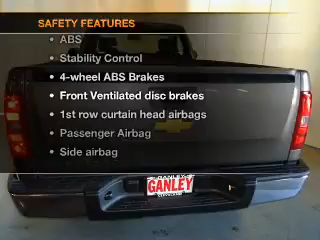 SAFETY FEATURES
• ABS
• Stability Control
• 4-wheel ABS Brakes
• Front Ventilated disc brakes
• 1st row curtain head airbags
• Passenger Airbag
• Side airbag
GANLEY
GANLEY